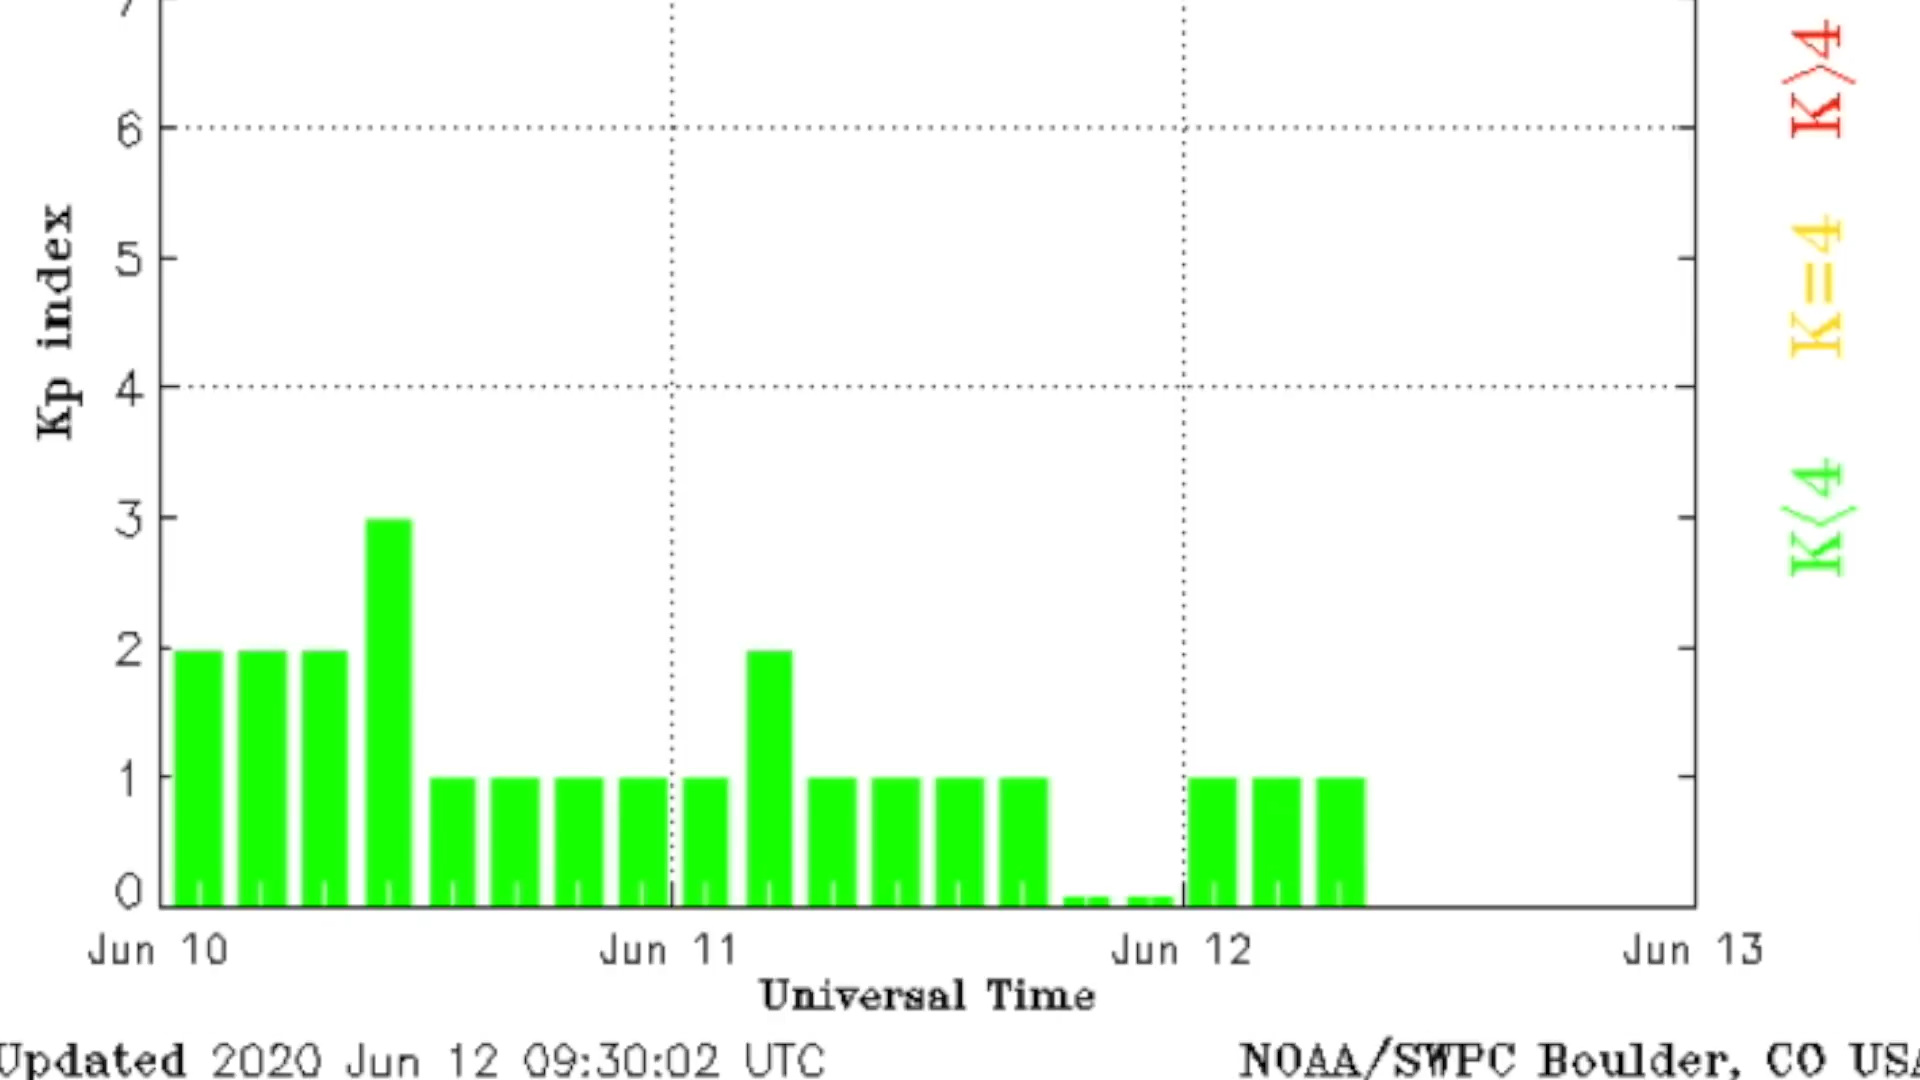 7
6
5
4
3
2
1
0
Kp index
K>4
K=4
K<4
Jun 10 Jun 11 Jun 12 Jun 13
Universal Time
Updated 2020 Jun 12 09:30:02 UTC NOAA/SWPC Boulder, CO USA